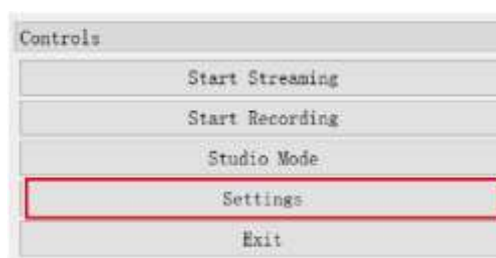 Controls
Start Streaming
Start Recording
Studio Mode
Settings
Exit